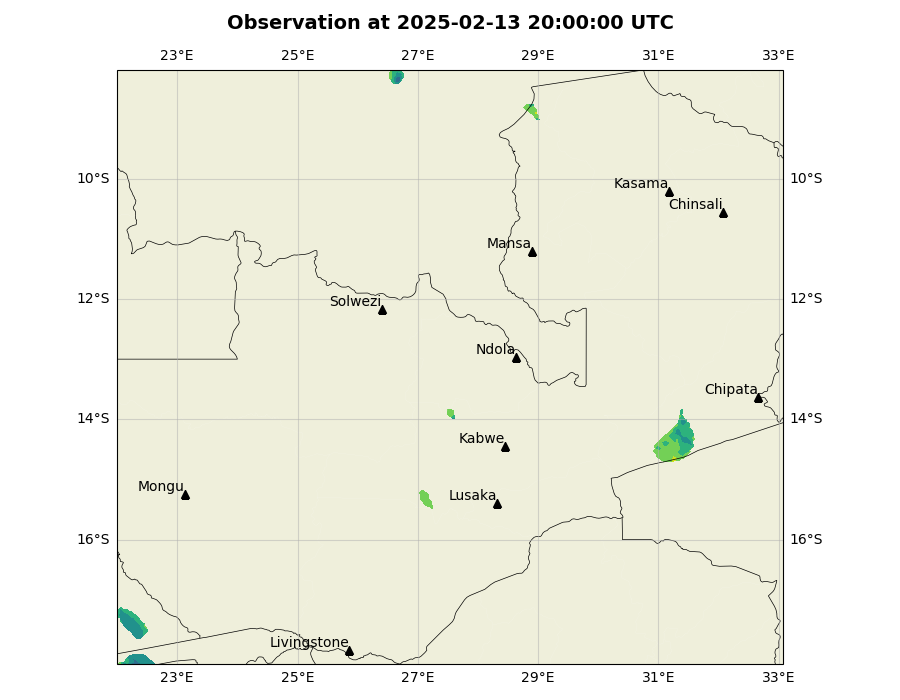 Observation at 2025-02-13 20:00:00 UTC
23°E 25°E 27°E 29°E 31°E 33°E
10°S 10°S
Kasama
Chinsali
Mansa
12°S 12°S
Solwezi
Ndola
Chipata
14°S 14°S
Kabwe
Mongu
Lusaka
16°S 16°S
Livingstone
23°E 25°E 27°E 29°E 31°E 33°E